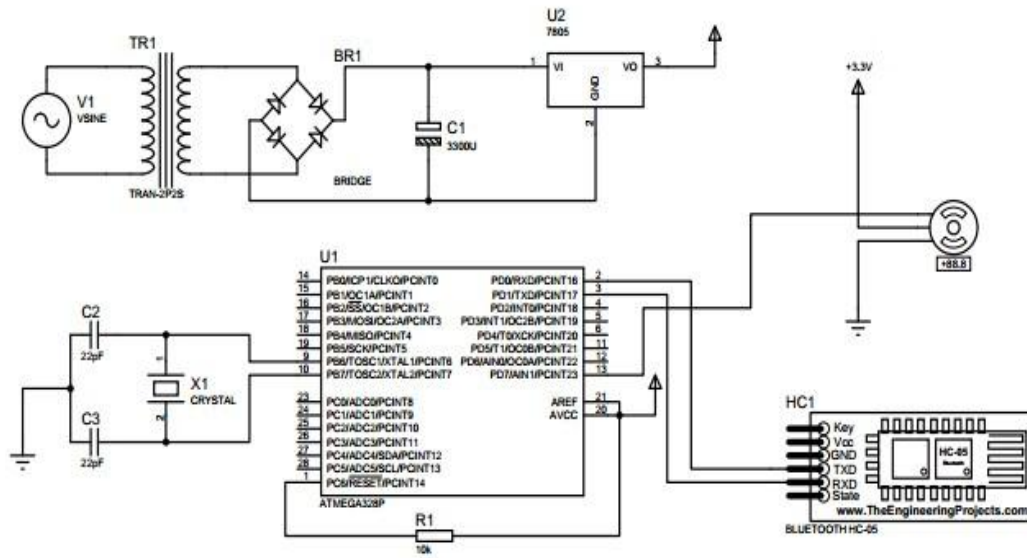 TR1
V1
VSINE
TRAN-2P2S
BR1
BRIDGE
C1
3300U
U2
7805
1
VI
VO
3
GND
2
+3.3V
+88.8
U1
14 PB0/ICP1/CLKO/PCINT0
15 PB1/OC1A/PCINT1
16 PB2/SS/OC1B/PCINT2
17 PB3/MOSI/OC2A/PCINT3
18 PB4/MISO/PCINT4
19 PB5/SCK/PCINT5
9 PB6/TOSC1/XTAL1/PCINT6
10 PB7/TOSC2/XTAL2/PCINT7
23 PC0/ADC0/PCINT8
24 PC1/ADC1/PCINT9
25 PC2/ADC2/PCINT10
26 PC3/ADC3/PCINT11
27 PC4/ADC4/SDA/PCINT12
28 PC5/ADC5/SCL/PCINT13
1 PC6/RESET/PCINT14
PD0/RXD/PCINT16 2
PD1/TXD/PCINT17 3
PD2/INT0/PCINT18 4
PD3/INT1/OC2B/PCINT19 5
PD4/T0/XCK/PCINT20 6
PD5/T1/OC0B/PCINT21 11
PD6/AIN0/OC0A/PCINT22 12
PD7/AIN1/PCINT23 13
AREF 21
AVCC 20
ATMEGA328P
C2
22pF
C3
22pF
1
X1
CRYSTAL
2
R1
10k
HC1
Key
Vcc
GND
TXD
RXD
State
HC-05
Bluetooth
www.TheEngineeringProjects.com
BLUETOOTH HC-05